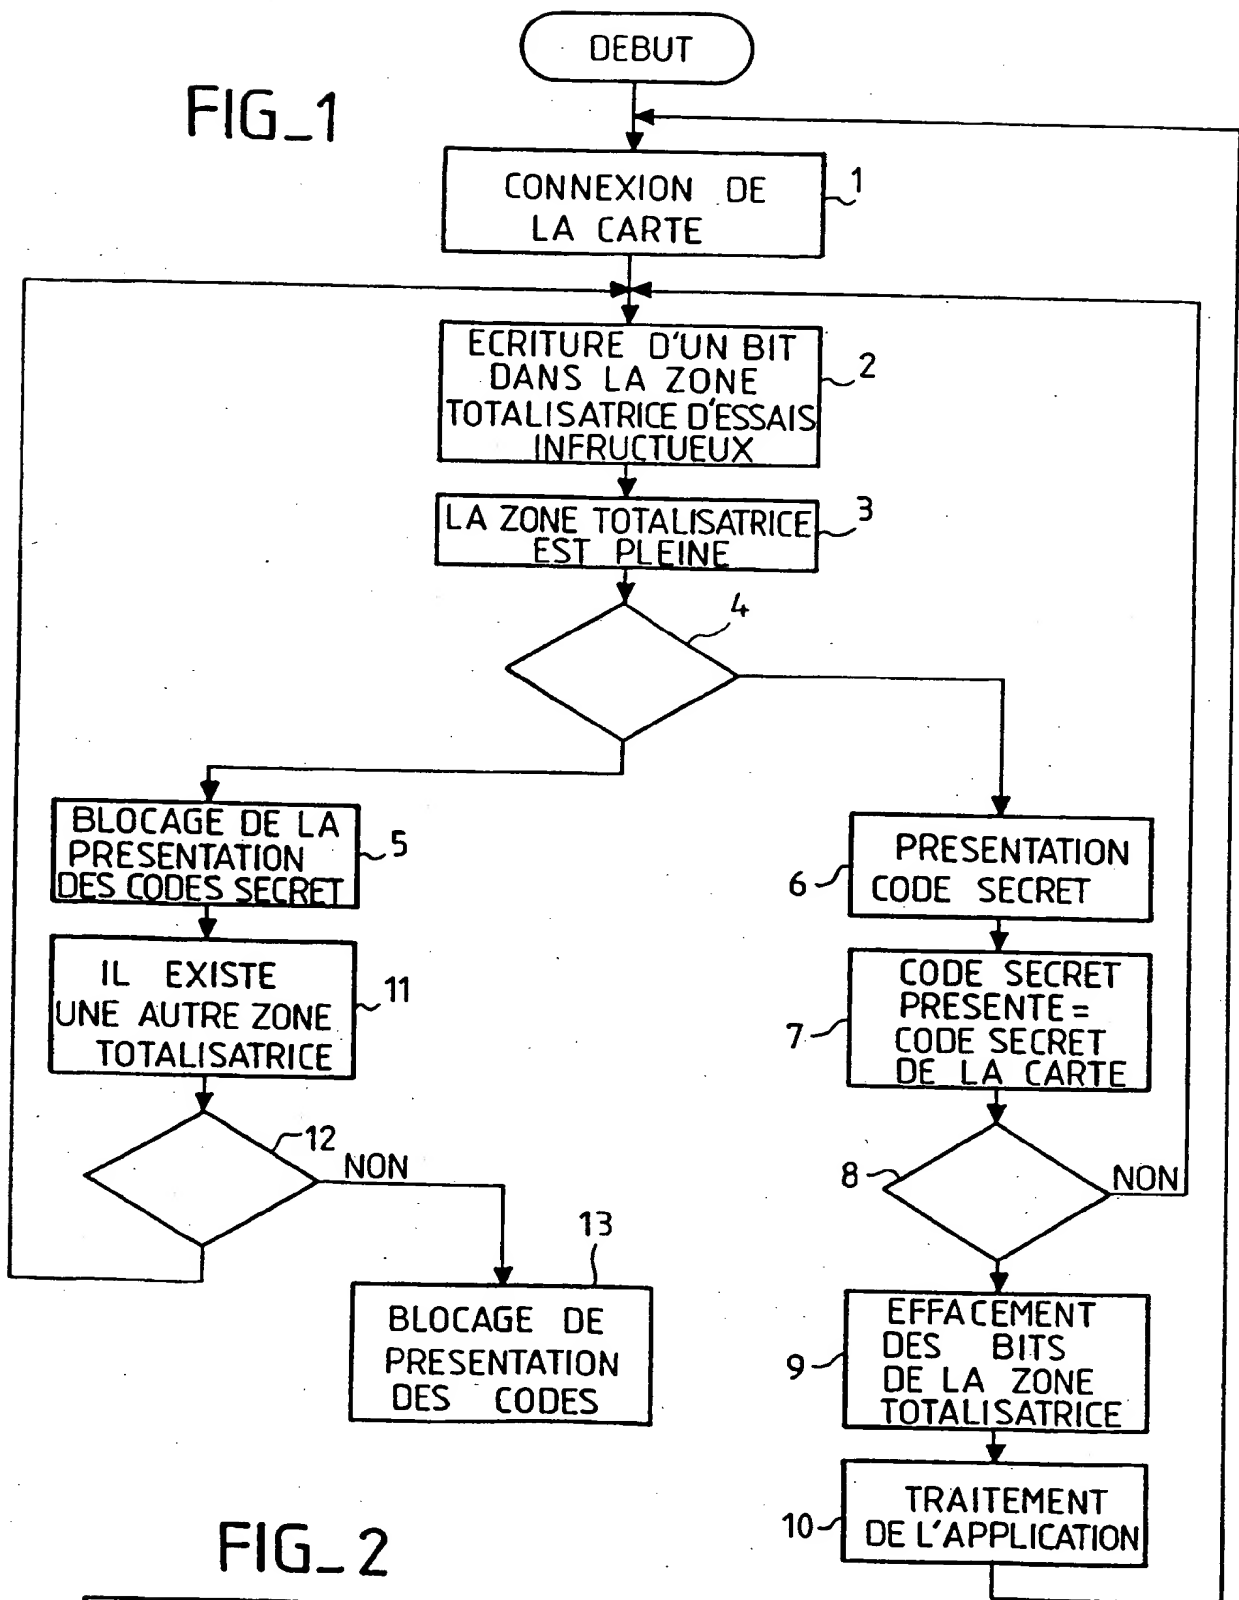 DEBUT
FIG_1
CONNEXION DE
LA CARTE
1
ECRITURE D'UN BIT
DANS LA ZONE
TOTALISATRICE D'ESSAIS
INFRUCTUEUX
2
LA ZONE TOTALISATRICE
EST PLEINE
3
4
BLOCAGE DE LA
PRESENTATION
DES CODES SECRET
5
PRESENTATION
CODE SECRET
6
IL EXISTE
UNE AUTRE ZONE
TOTALISATRICE
11
CODE SECRET
PRESENTE =
CODE SECRET
DE LA CARTE
7
12
NON
8
NON
13
BLOCAGE DE
PRESENTATION
DES CODES
EFFACEMENT
DES BITS
DE LA ZONE
TOTALISATRICE
9
TRAITEMENT
DE L'APPLICATION
10
FIG_2